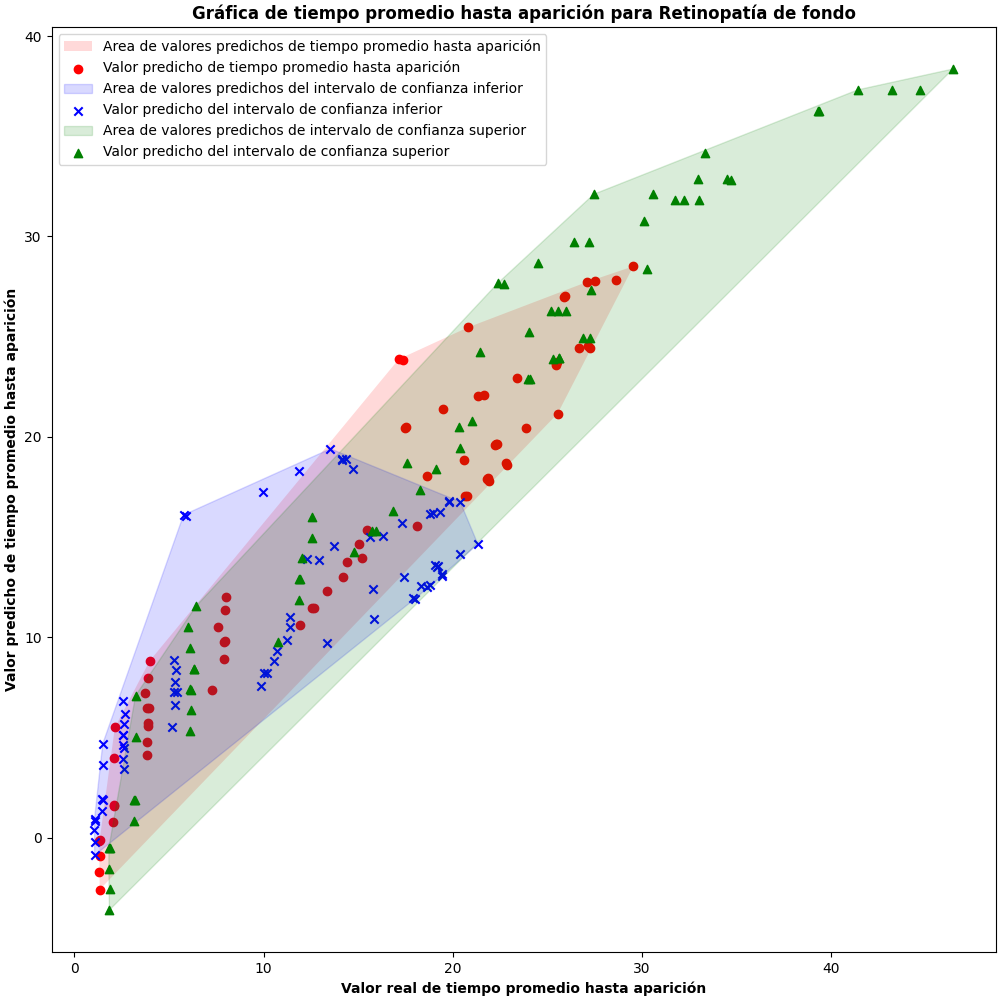 Gráfica de tiempo promedio hasta aparición para Retinopatía de fondo
Area de valores predichos de tiempo promedio hasta aparición
Valor predicho de tiempo promedio hasta aparición
Area de valores predichos del intervalo de confianza inferior
Valor predicho del intervalo de confianza inferior
Area de valores predichos de intervalo de confianza superior
Valor predicho del intervalo de confianza superior
Valor predicho de tiempo promedio hasta aparición
40
30
20
10
0
0 10 20 30 40
Valor real de tiempo promedio hasta aparición